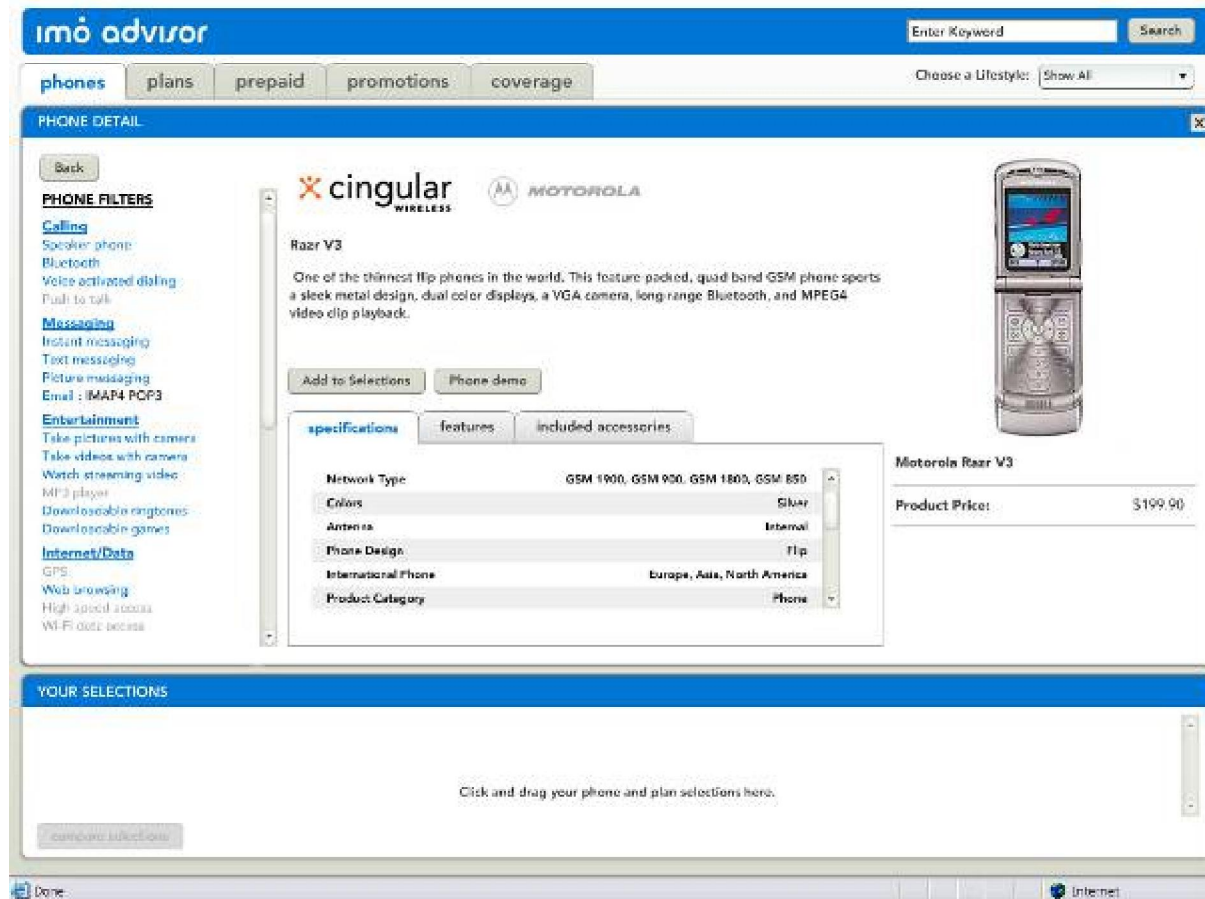 imo advisor
Enter Keyword
Search
phones
plans
prepaid
promotions
coverage
Choose a Lifestyle:
Show All
PHONE DETAIL
Back
PHONE FILTERS
Calling
Speaker phone
Bluetooth
Voice activated dialing
Push to talk
Messaging
Instant messaging
Text messaging
Picture messaging
Email : IMAP4 POP3
Entertainment
Take pictures with camera
Take videos with camera
Watch streaming video
MP3 player
Downloadable ringtones
Downloadable games
Internet/Data
GPS
Web browsing
High speed access
Wi-Fi data access
cingular
WIRELESS
MOTOROLA
Razr V3
One of the thinnest flip phones in the world. This feature packed, quad band GSM phone sports
a sleek metal design, dual color displays, a VGA camera, long range Bluetooth, and MPEG4
video clip playback.
Add to Selections
Phone demo
specifications
features
included accessories
Network Type GSM 1900, GSM 900, GSM 1800, GSM 850
Colors Silver
Antenna Internal
Phone Design Flip
International Phone Europe, Asia, North America
Product Category Phone
Motorola Razr V3
Product Price: $199.90
YOUR SELECTIONS
Click and drag your phone and plan selections here.
compare selections
Done
Internet